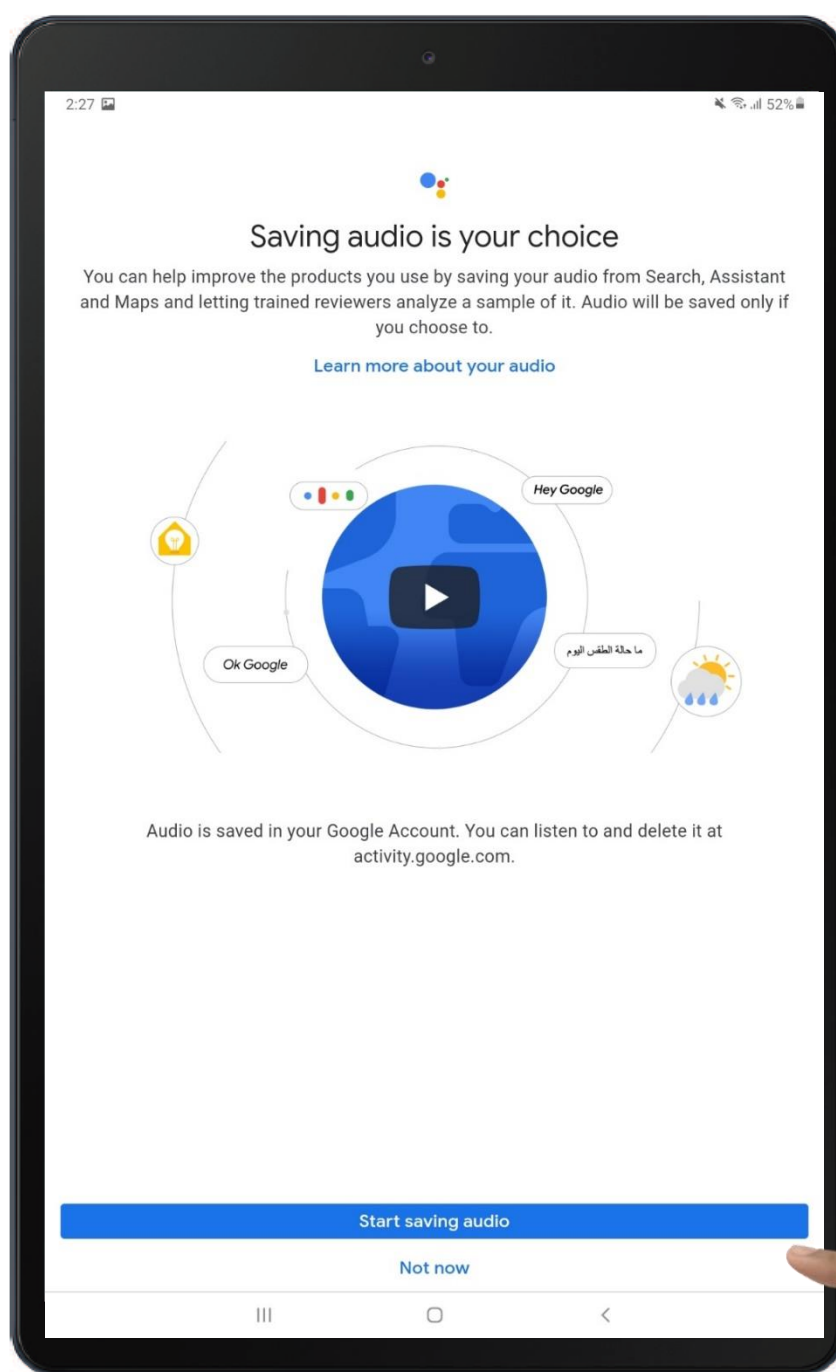 2:27
52%
Saving audio is your choice
You can help improve the products you use by saving your audio from Search, Assistant
and Maps and letting trained reviewers analyze a sample of it. Audio will be saved only if
you choose to.
Learn more about your audio
Hey Google
Ok Google
ما حالة الطقس اليوم
Audio is saved in your Google Account. You can listen to and delete it at
activity.google.com.
Start saving audio
Not now